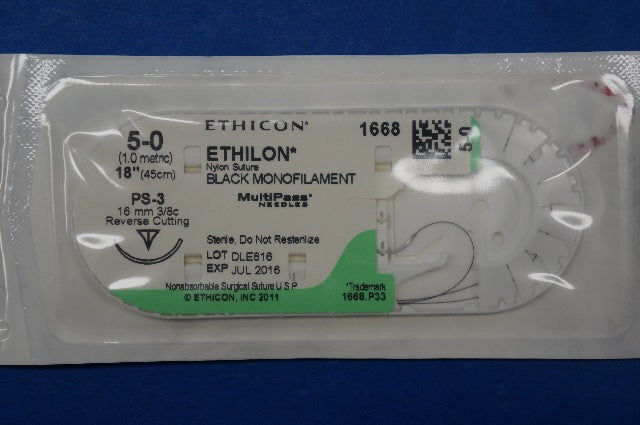 ETHICON*
1668
5-0
5-0
(1.0 metric)
18" (45cm)
ETHILON*
Nylon Suture
BLACK MONOFILAMENT
PS-3
16 mm 3/8c
Reverse Cutting
MultiPass*
NEEDLES
Sterile, Do Not Resterilize
LOT DLE816
EXP JUL 2016
Nonabsorbable Surgical Suture U S P
© ETHICON, INC 2011
*Trademark
1668.P33